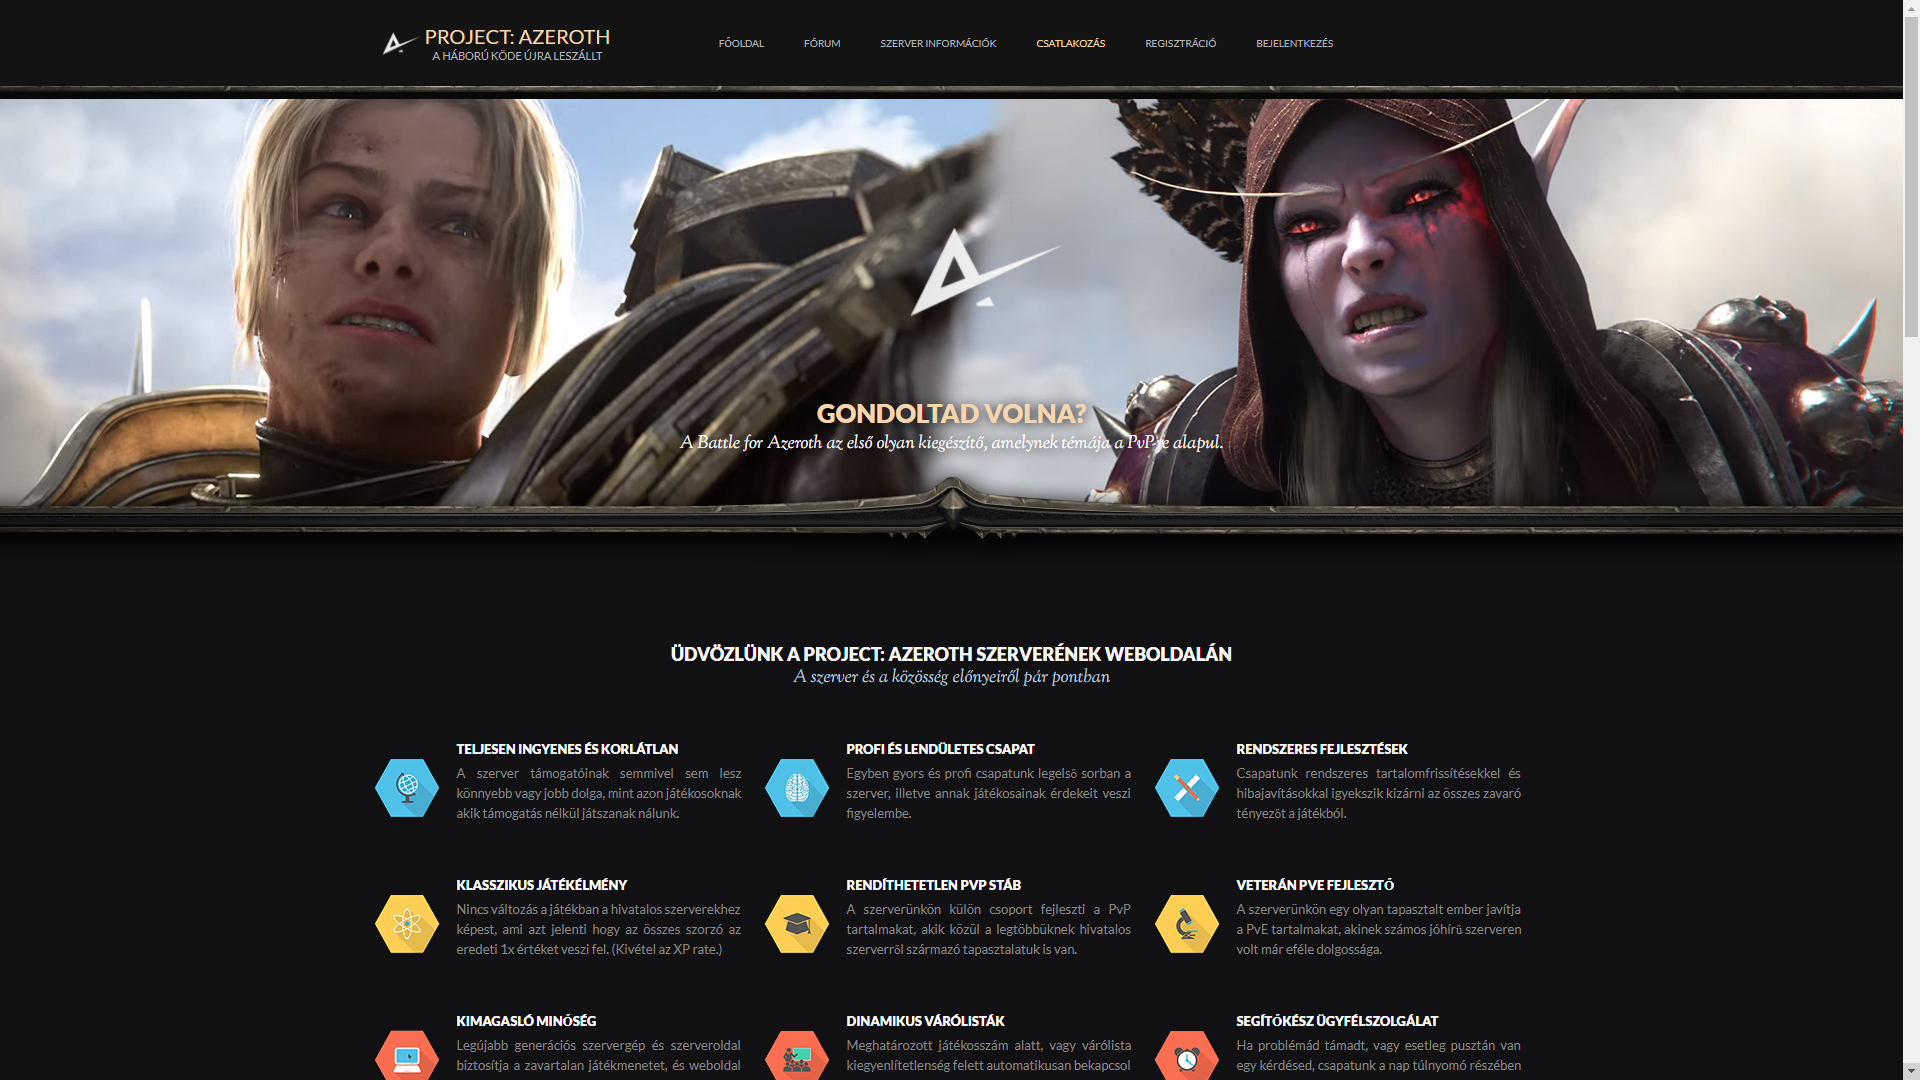 PROJECT: AZEROTH
A HÁBORÚ KÖDE ÚJRA LESZÁLLT
FŐOLDAL
FÓRUM
SZERVER INFORMÁCIÓK
CSATLAKOZÁS
REGISZTRÁCIÓ
BEJELENTKEZÉS
GONDOLTAD VOLNA?
A Battle for Azeroth az első olyan kiegészítő, amelynek témája a PvP-re alapul.
ÜDVÖZLÜNK A PROJECT: AZEROTH SZERVERÉNEK WEBOLDALÁN
A szerver és a közösség előnyeiről pár pontban
TELJESEN INGYENES ÉS KORLÁTLAN
A szerver támogatóinak semmivel sem lesz
könnyebb vagy jobb dolga, mint azon játékosoknak
akik támogatás nélkül játszanak nálunk.
PROFI ÉS LENDÜLETES CSAPAT
Egyben gyors és profi csapatunk legelső sorban a
szerver, illetve annak játékosainak érdekeit veszi
figyelembe.
RENDSZERES FEJLESZTÉSEK
Csapatunk rendszeres tartalomfrissítésekkel és
hibajavításokkal igyekszik kizárni az összes zavaró
tényezőt a játékból.
KLASSZIKUS JÁTÉKÉLMÉNY
Nincs változás a játékban a hivatalos szerverekhez
képest, ami azt jelenti hogy az összes szorzó az
eredeti 1x értéket veszi fel. (Kivétel az XP rate.)
RENDÍTHETETLEN PVP STÁB
A szerverünkön külön csoport fejleszti a PvP
tartalmakat, akik közül a legtöbbüknek hivatalos
szerverről származó tapasztalatuk is van.
VETERÁN PVE FEJLESZTŐ
A szerverünkön egy olyan tapasztalt ember javítja
a PvE tartalmakat, akinek számos jóhírű szerveren
volt már eféle dolgossága.
KIMAGASLÓ MINŐSÉG
Legújabb generációs szervergép és szerveroldal
biztosítja a zavartalan játékmenetet, és weboldal
DINAMIKUS VÁRÓLISTÁK
Meghatározott játékosszám alatt, vagy várólista
kiegyenlítetlenség felett automatikusan bekapcsol
SEGÍTŐKÉSZ ÜGYFÉLSZOLGÁLAT
Ha problémád támadt, vagy esetleg pusztán van
egy kérdésed, csapatunk a nap túlnyomó részében